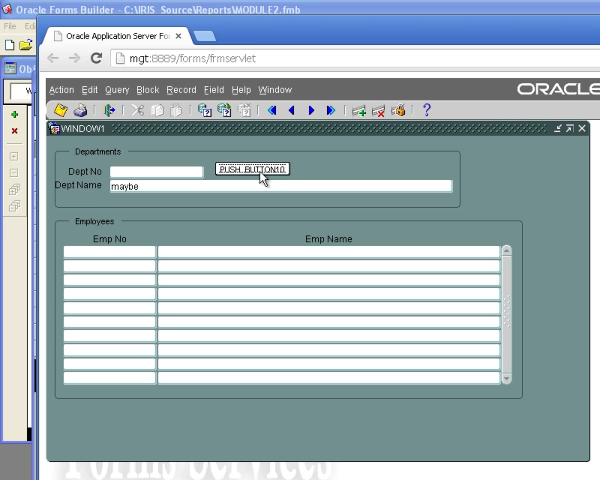 Oracle Forms Builder - C:\IRIS_Source\Reports\MODULE2.fmb
File
Oracle Application Server Fo
mgt:8889/forms/frmservlet
Action Edit Query Block Record Field Help Window
ORACLE
WINDOW1
Departments
Dept No
PUSH_BUTTON10
Dept Name maybe
Employees
Emp No Emp Name
Forms Services